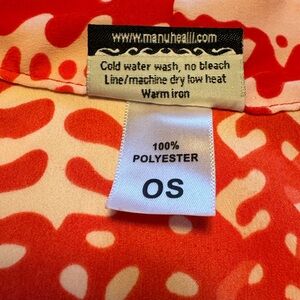 www.manuhealii.com
Cold water wash, no bleach
Line/machine dry low heat
Warm iron
100%
POLYESTER
OS